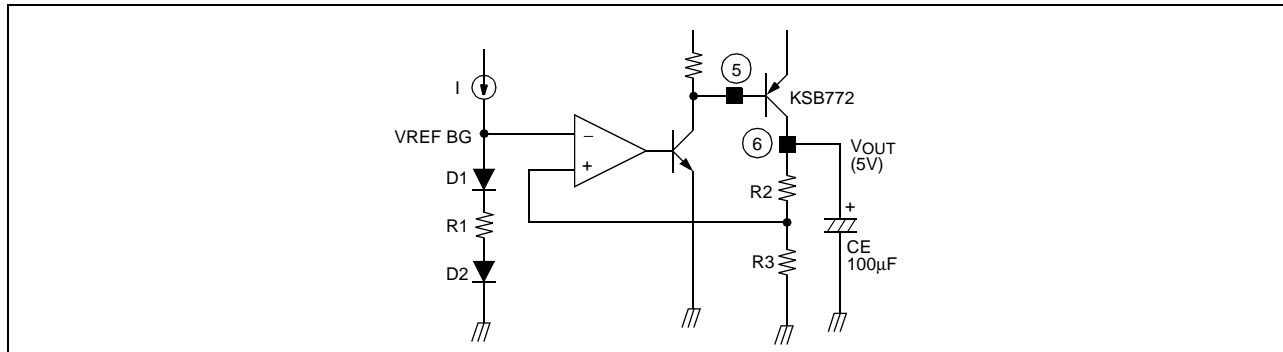 5
I
KSB772
VREF BG
−
+
6
VOUT
(5V)
D1
R2
+
R1
CE
100μF
D2
R3